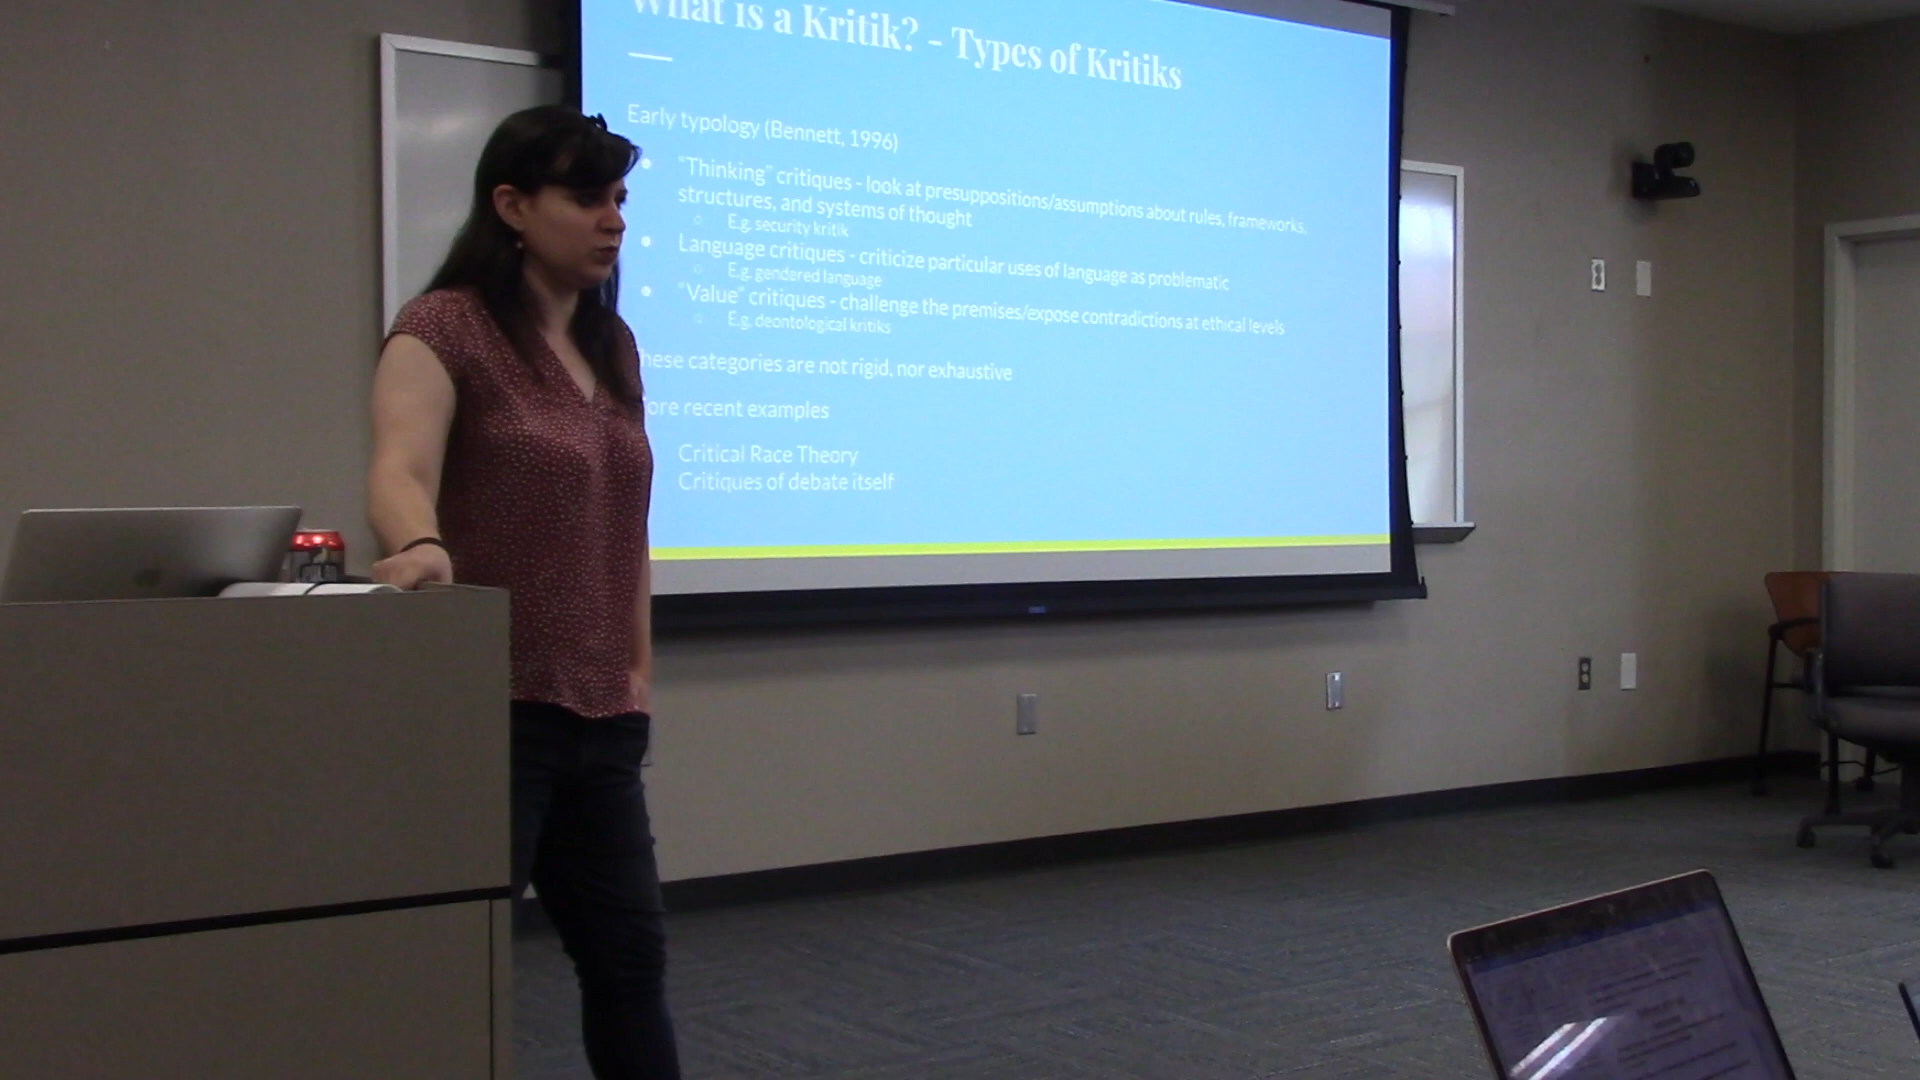 What is a Kritik? - Types of Kritiks
Early typology (Bennett, 1996)
"Thinking" critiques - look at presuppositions/assumptions about rules, frameworks,
structures, and systems of thought
E.g. security kritik
Language critiques - criticize particular uses of language as problematic
E.g. gendered language
"Value" critiques - challenge the premises/expose contradictions at ethical levels
E.g. deontological kritiks
hese categories are not rigid, nor exhaustive
ore recent examples
Critical Race Theory
Critiques of debate itself